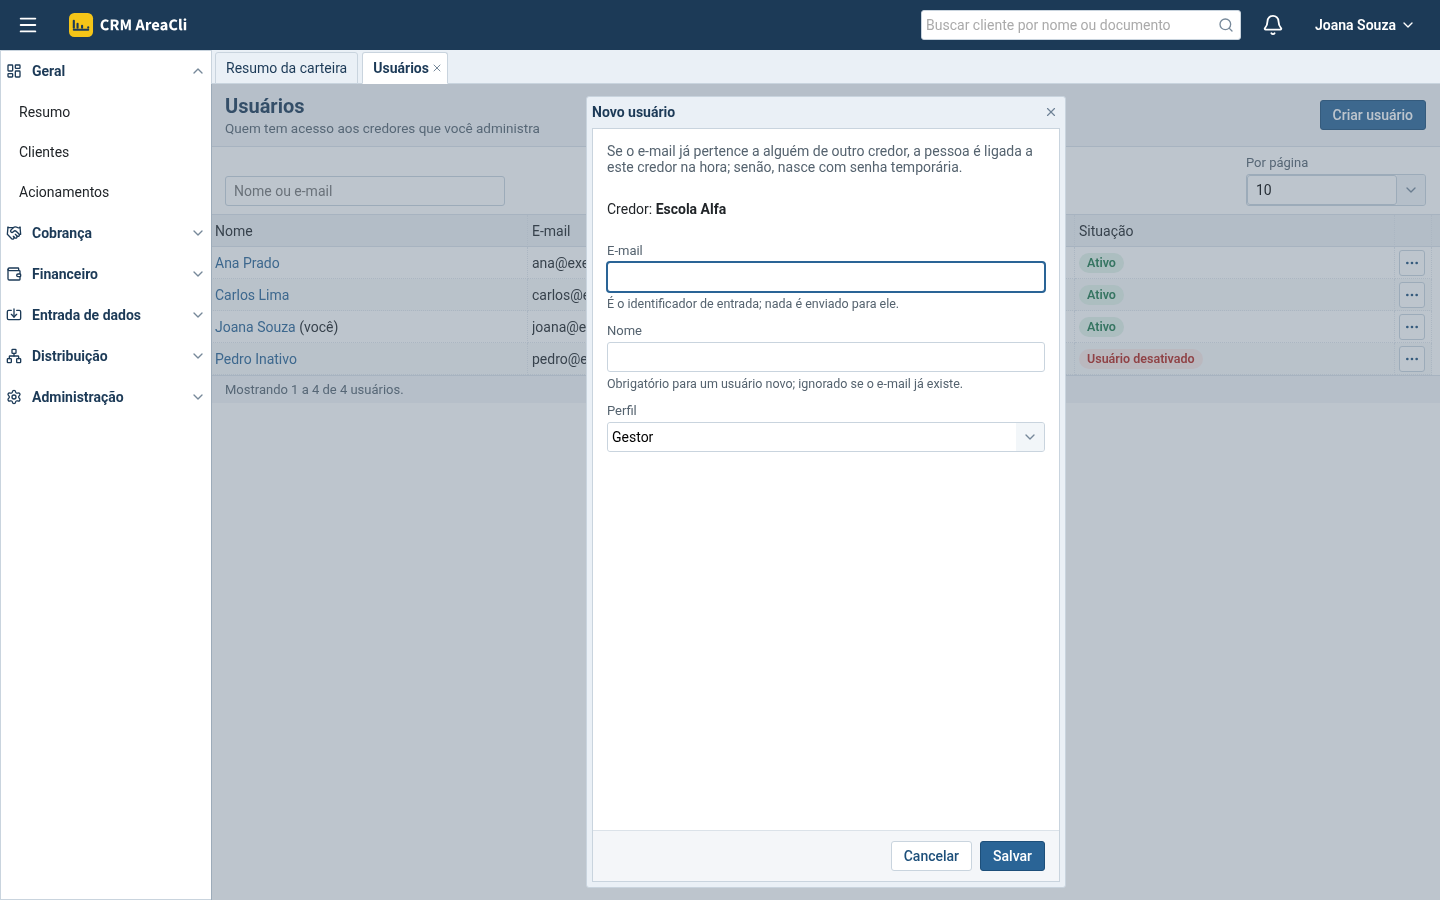 CRM AreaCli
Buscar cliente por nome ou documento
Joana Souza
Geral
Resumo
Clientes
Acionamentos
Cobrança
Financeiro
Entrada de dados
Distribuição
Administração
Resumo da carteira
Usuários
Usuários
Quem tem acesso aos credores que você administra
Criar usuário
Nome ou e-mail
Por página
10
Nome
E-mail
Situação
Ana Prado
ana@exe
Ativo
Carlos Lima
carlos@e
Ativo
Joana Souza (você)
joana@e
Ativo
Pedro Inativo
pedro@e
Usuário desativado
Mostrando 1 a 4 de 4 usuários.
Novo usuário
Se o e-mail já pertence a alguém de outro credor, a pessoa é ligada a
este credor na hora; senão, nasce com senha temporária.
Credor: Escola Alfa
E-mail
É o identificador de entrada; nada é enviado para ele.
Nome
Obrigatório para um usuário novo; ignorado se o e-mail já existe.
Perfil
Gestor
Cancelar
Salvar